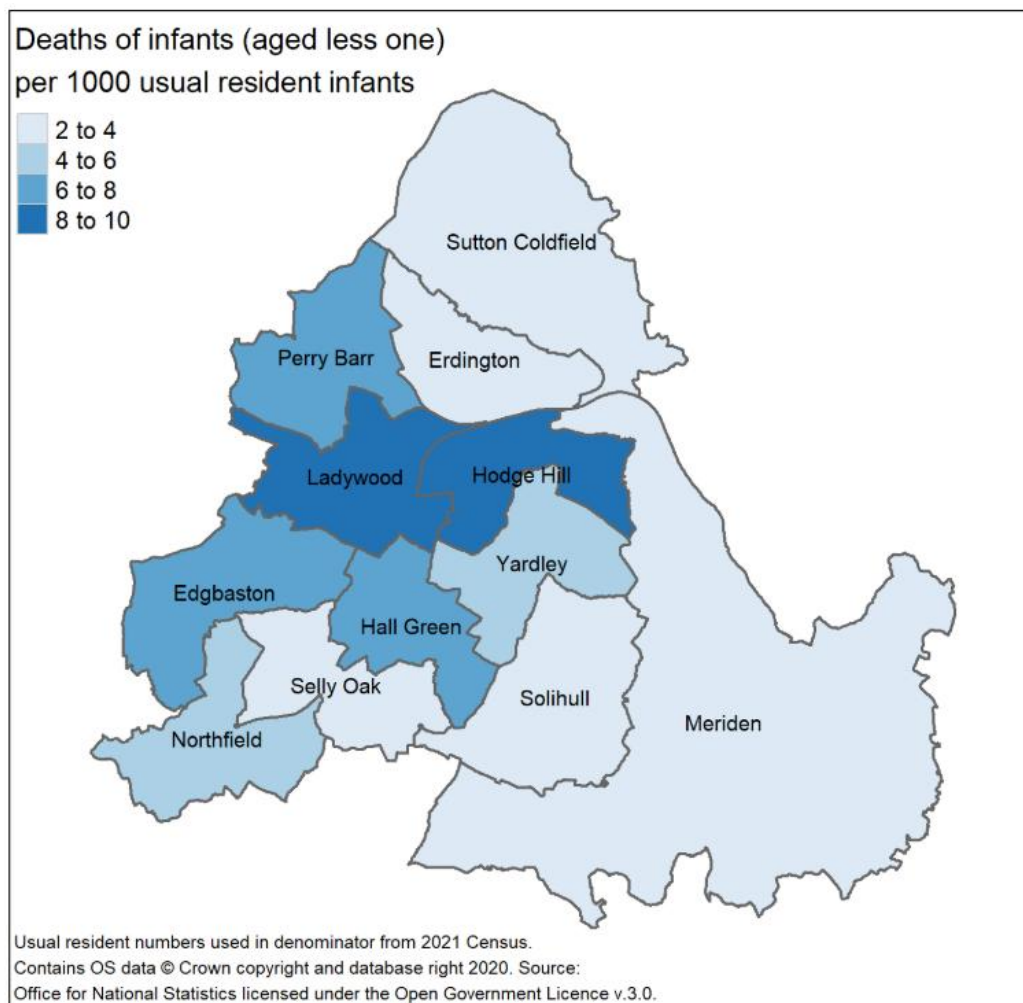 Deaths of infants (aged less one)
per 1000 usual resident infants
2 to 4
4 to 6
6 to 8
8 to 10
Sutton Coldfield
Perry Barr
Erdington
Ladywood
Hodge Hill
Yardley
Edgbaston
Hall Green
Selly Oak
Solihull
Meriden
Northfield
Usual resident numbers used in denominator from 2021 Census.
Contains OS data © Crown copyright and database right 2020. Source:
Office for National Statistics licensed under the Open Government Licence v.3.0.